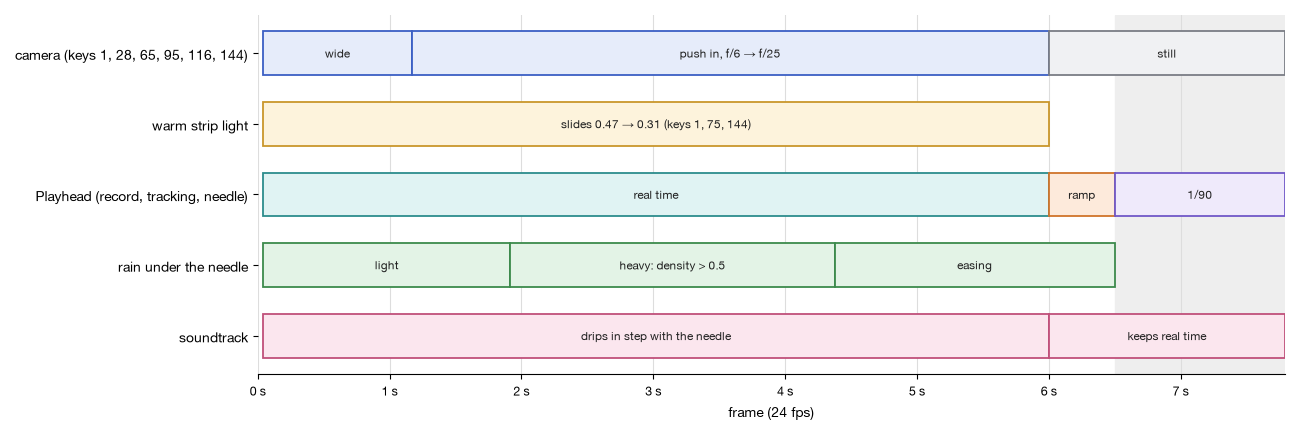 camera (keys 1, 28, 65, 95, 116, 144)
wide
push in, f/6 → f/25
still
warm strip light
slides 0.47 → 0.31 (keys 1, 75, 144)
Playhead (record, tracking, needle)
real time
ramp
1/90
rain under the needle
light
heavy: density > 0.5
easing
soundtrack
drips in step with the needle
keeps real time
0 s
1 s
2 s
3 s
4 s
5 s
6 s
7 s
frame (24 fps)